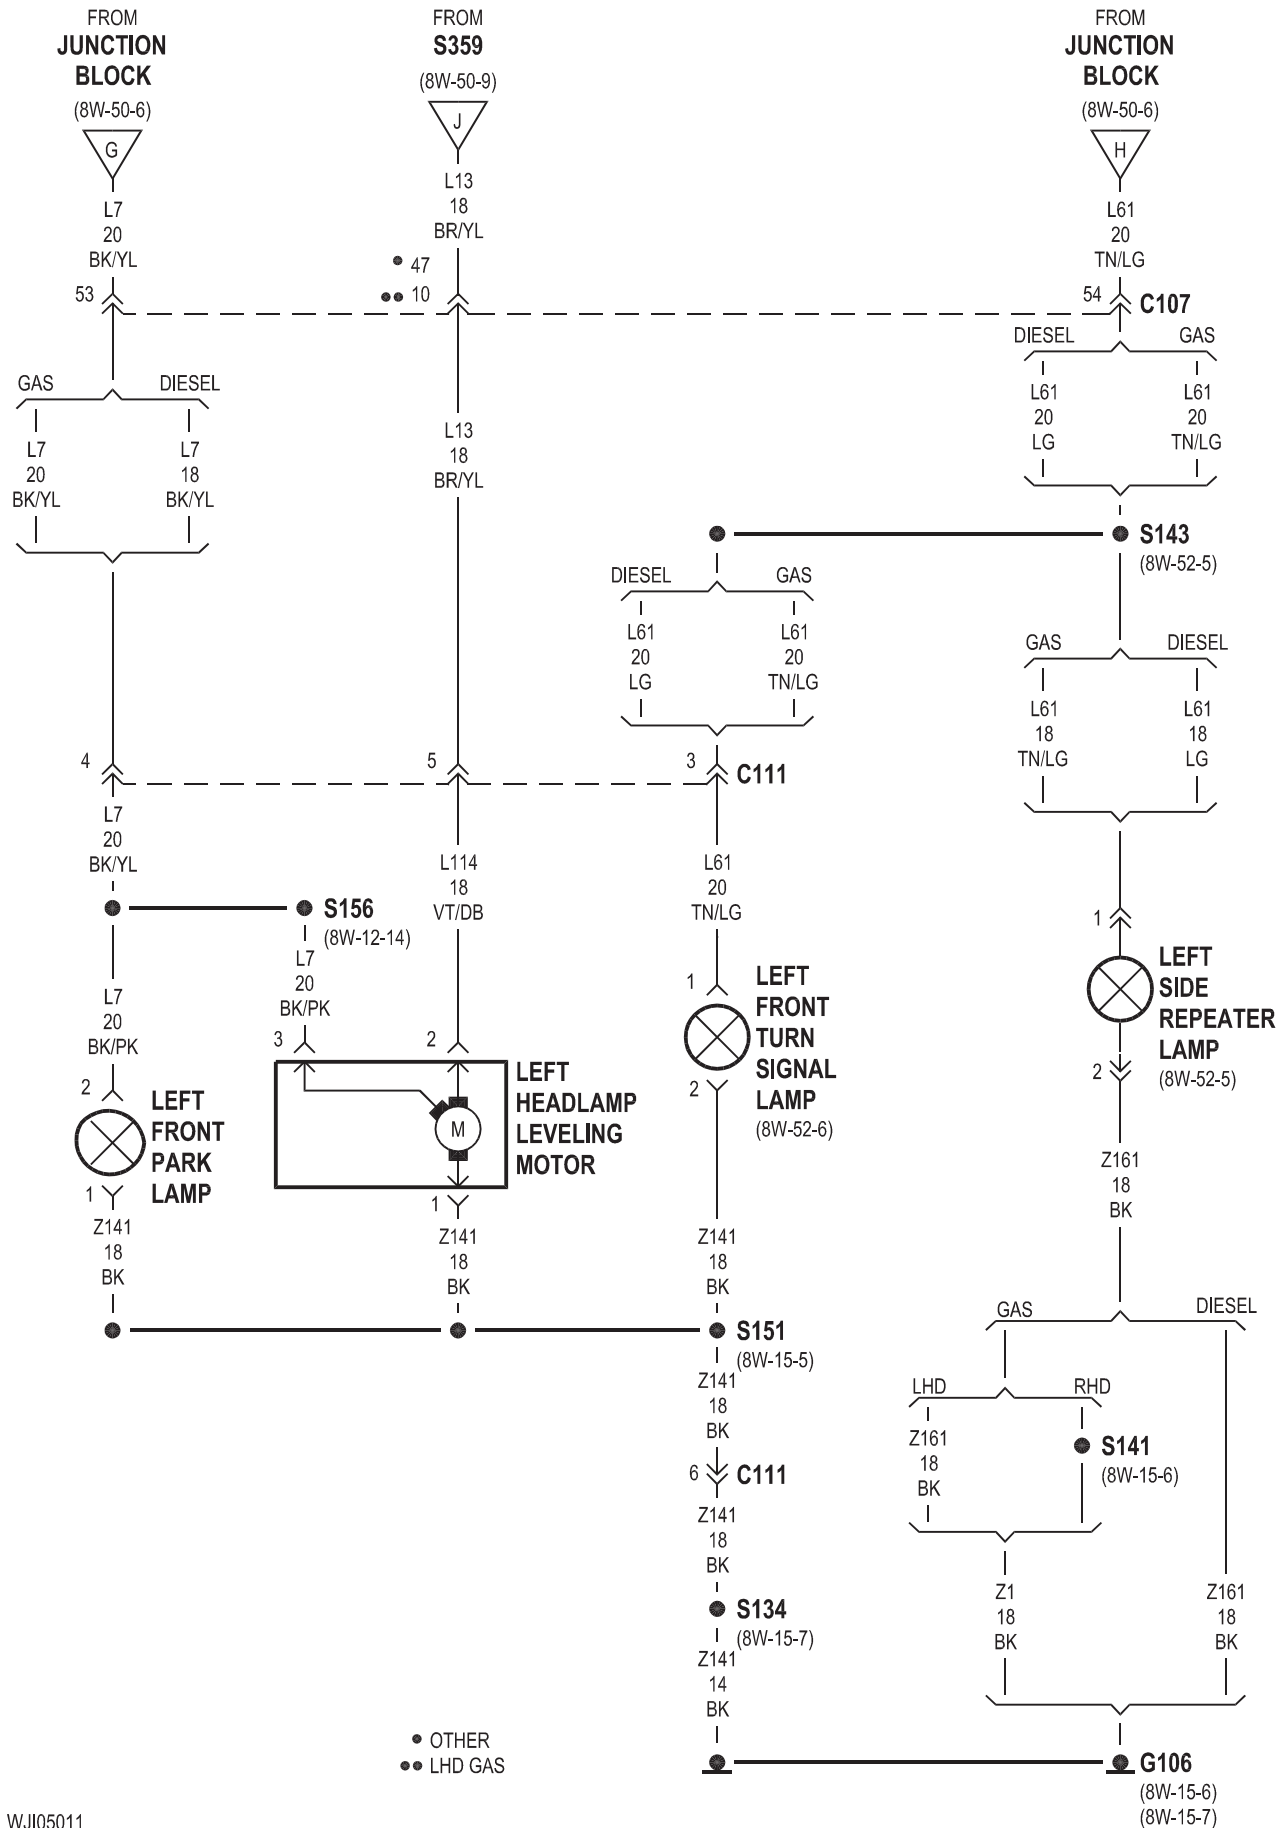 FROM
JUNCTION
BLOCK
(8W-50-6)
G
L7
20
BK/YL
53
FROM
S359
(8W-50-9)
J
L13
18
BR/YL
47
10
FROM
JUNCTION
BLOCK
(8W-50-6)
H
L61
20
TN/LG
54
C107
GAS
DIESEL
L7
20
BK/YL
L7
18
BK/YL
L13
18
BR/YL
DIESEL
GAS
L61
20
LG
L61
20
TN/LG
S143
(8W-52-5)
DIESEL
GAS
L61
20
LG
L61
20
TN/LG
GAS
DIESEL
L61
18
TN/LG
L61
18
LG
4
5
3
C111
L7
20
BK/YL
L114
18
VT/DB
L61
20
TN/LG
S156
(8W-12-14)
L7
20
BK/PK
L7
20
BK/PK
2
LEFT
FRONT
PARK
LAMP
1
Z141
18
BK
3
2
M
LEFT
HEADLAMP
LEVELING
MOTOR
1
Z141
18
BK
1
LEFT
FRONT
TURN
SIGNAL
LAMP
(8W-52-6)
2
Z141
18
BK
1
LEFT
SIDE
REPEATER
LAMP
(8W-52-5)
2
Z161
18
BK
S151
(8W-15-5)
Z141
18
BK
6
C111
Z141
18
BK
S134
(8W-15-7)
Z141
14
BK
GAS
DIESEL
LHD
RHD
Z161
18
BK
S141
(8W-15-6)
Z1
18
BK
Z161
18
BK
G106
(8W-15-6)
(8W-15-7)
OTHER
LHD GAS
WJI05011